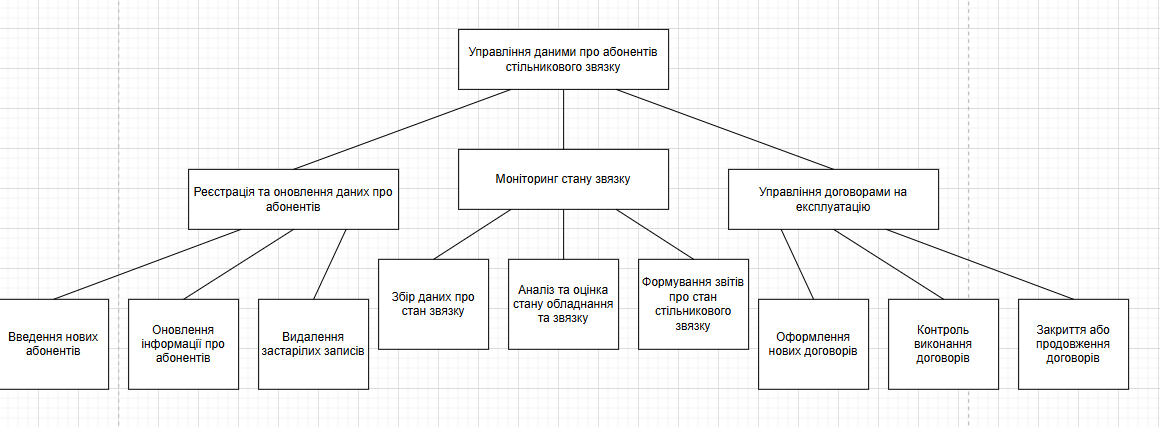 Управління даними про абонентів
стільникового звязку
Реєстрація та оновлення даних про
абонентів
Моніторинг стану звязку
Управління договорами на
експлуатацію
Введення нових
абонентів
Оновлення
інформації про
абонентів
Видалення
застарілих записів
Збір даних про
стан звязку
Аналіз та оцінка
стану обладнання
та звязку
Формування звітів
про стан
стільникового
звязку
Оформлення
нових договорів
Контроль
виконання
договорів
Закриття або
продовження
договорів